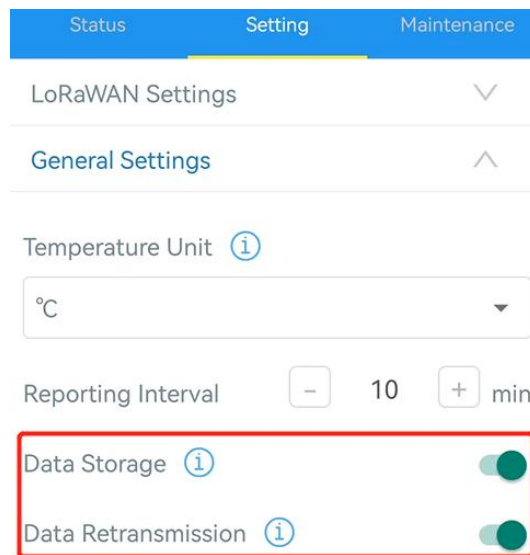 Status Setting Maintenance
LoRaWAN Settings
General Settings
Temperature Unit i
℃
Reporting Interval - 10 + min
Data Storage i
Data Retransmission i